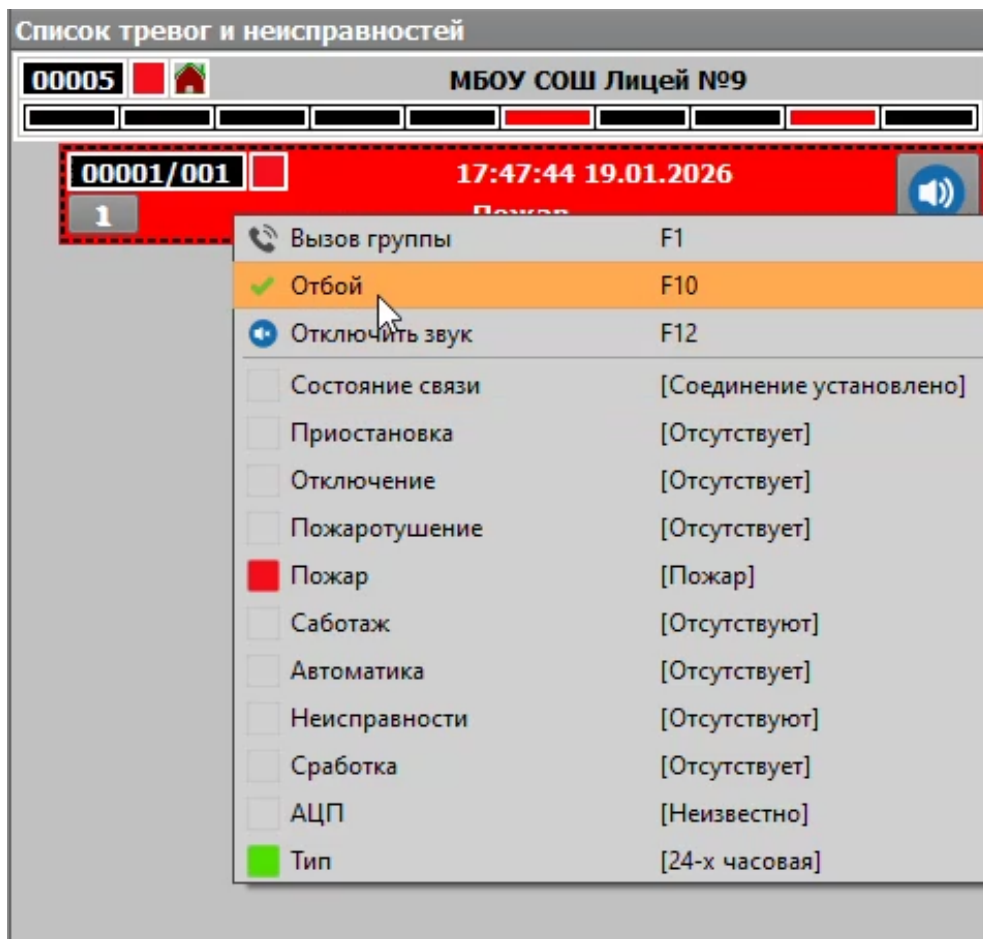 Список тревог и неисправностей
00005 МБОУ СОШ Лицей №9
00001/001 17:47:44 19.01.2026
1 Пожар
Вызов группы F1
Отбой F10
Отключить звук F12
Состояние связи [Соединение установлено]
Приостановка [Отсутствует]
Отключение [Отсутствует]
Пожаротушение [Отсутствует]
Пожар [Пожар]
Саботаж [Отсутствуют]
Автоматика [Отсутствует]
Неисправности [Отсутствуют]
Сработка [Отсутствует]
АЦП [Неизвестно]
Тип [24-х часовая]